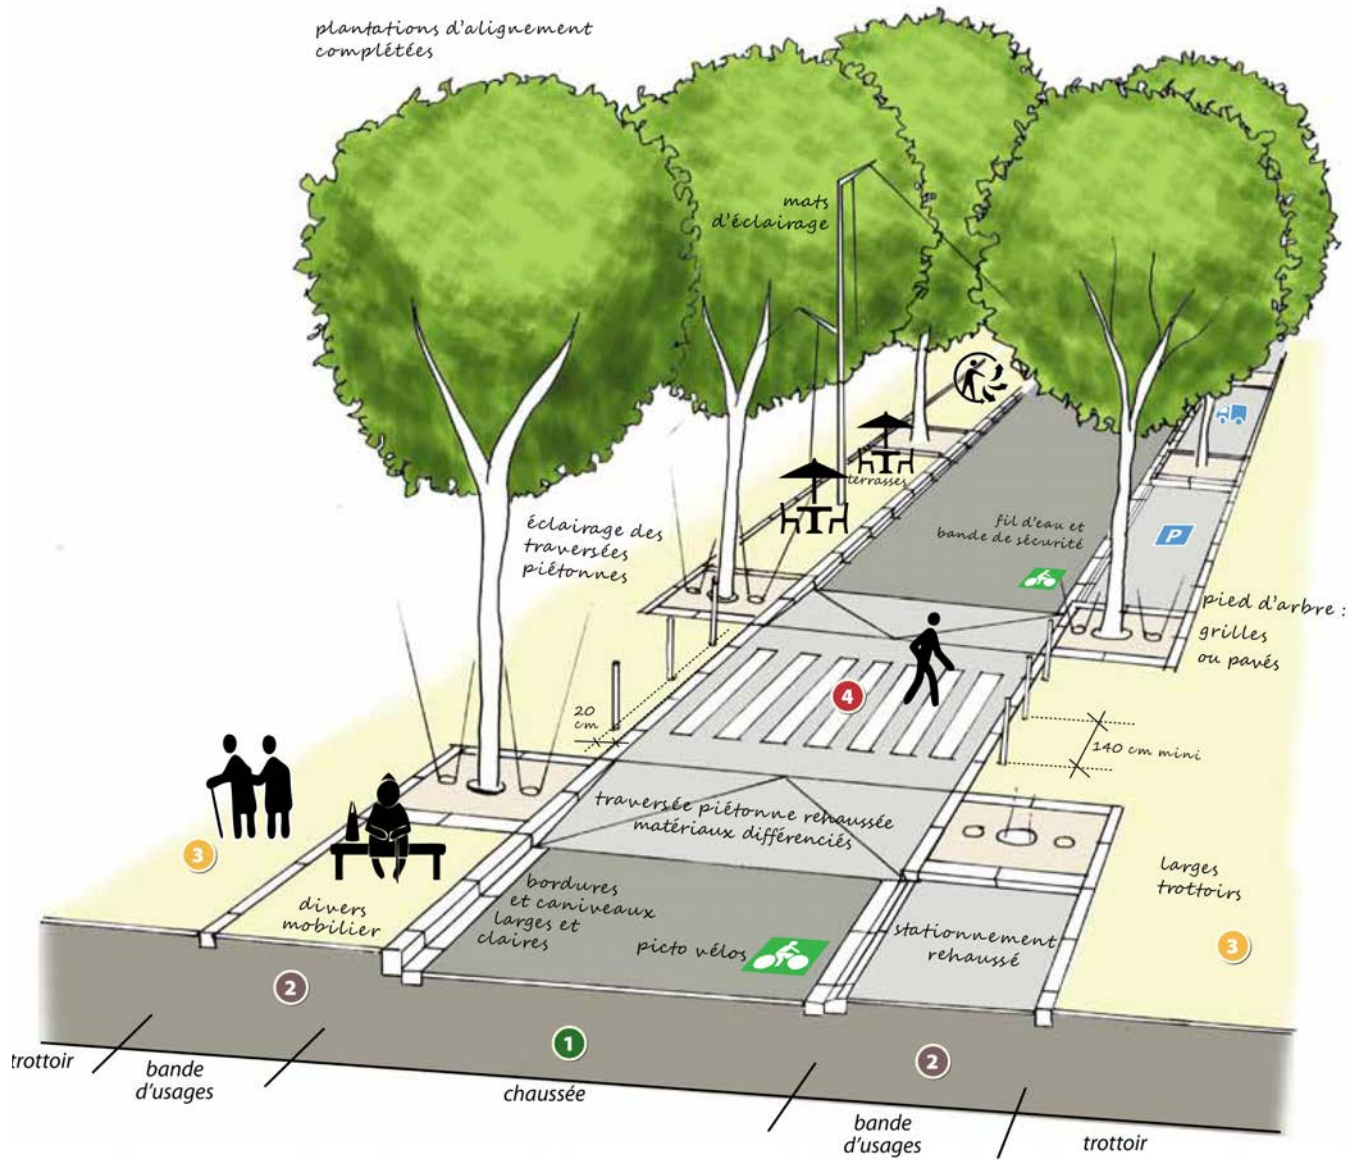 plantations d'alignement
complétées
mats
d'éclairage
terrasses
éclairage des
traversées
piétonnes
fil d'eau et
bande de sécurité
P
pied d'arbre :
grilles
ou pavés
20
cm
4
140 cm mini
traversée piétonne rehaussée
matériaux différenciés
3
larges
trottoirs
3
divers
mobilier
bordures
et caniveaux
larges et
claires
picto vélos
stationnement
rehaussé
2
1
2
trottoir
bande
d'usages
chaussée
bande
d'usages
trottoir